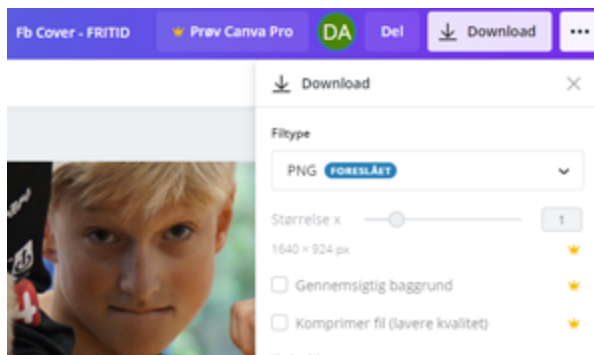 Fb Cover - FRITID
Prøv Canva Pro
DA
Del
Download
Download
Filtype
PNG FORESLÅET
Størrelse x
1
1640 × 924 px
Gennemsigtig baggrund
Komprimer fil (lavere kvalitet)